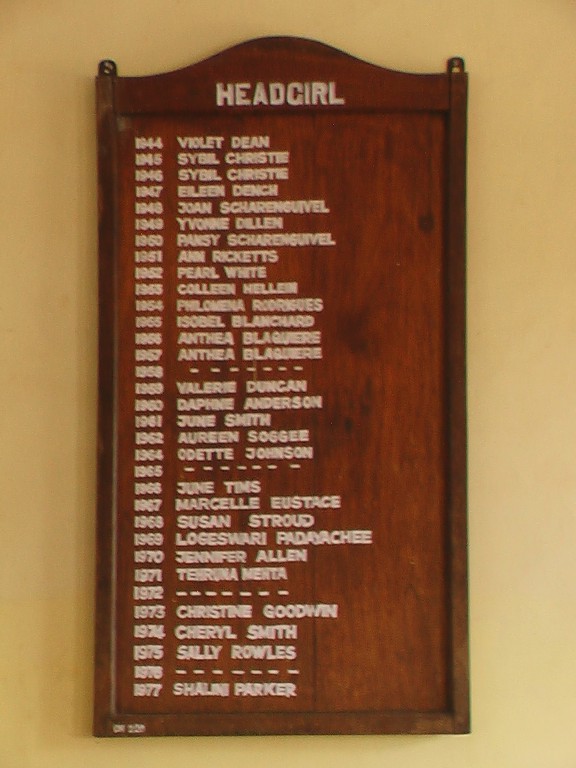 HEADGIRL
1944 VIOLET DEAN
1945 SYBIL CHRISTIE
1946 SYBIL CHRISTIE
1947 EILEEN DENCH
1948 JOAN SCHARENGUIVEL
1949 YVONNE DILLEN
1950 PANSY SCHARENGUIVEL
1951 ANN RICKETTS
1952 PEARL WHITE
1953 COLLEEN HELLEIN
1954 PHILOMENA RODRIGUES
1955 ISOBEL BLANCHARD
1956 ANTHEA BLAQUIERE
1957 ANTHEA BLAQUIERE
1958 - - - - - - -
1959 VALERIE DUNCAN
1960 DAPHNE ANDERSON
1961 JUNE SMITH
1962 AUREEN SOGGEE
1964 ODETTE JOHNSON
1965 - - - - - - -
1966 JUNE TIMS
1967 MARCELLE EUSTACE
1968 SUSAN STROUD
1969 LOGESWARI PADAYACHEE
1970 JENNIFER ALLEN
1971 MEHTA
1972 - - - - - - -
1973 CHRISTINE GOODWIN
1974 CHERYL SMITH
1975 SALLY ROWLES
1976 - - - - - - -
1977 SHALINI PARKER